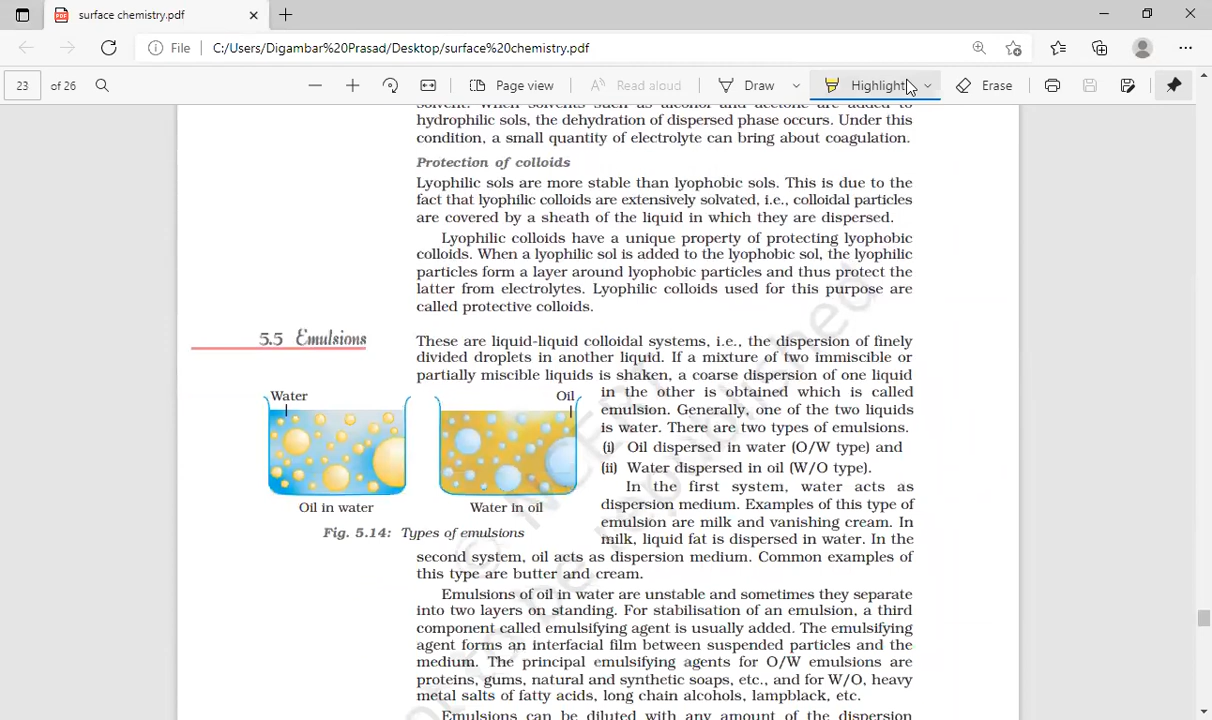 surface chemistry.pdf
File C:/Users/Digambar%20Prasad/Desktop/surface%20chemistry.pdf
23 of 26 Page view Read aloud Draw Highlight Erase
solvent. When solvents such as alcohol and acetone are added to
hydrophilic sols, the dehydration of dispersed phase occurs. Under this
condition, a small quantity of electrolyte can bring about coagulation.
Protection of colloids
Lyophilic sols are more stable than lyophobic sols. This is due to the
fact that lyophilic colloids are extensively solvated, i.e., colloidal particles
are covered by a sheath of the liquid in which they are dispersed.
Lyophilic colloids have a unique property of protecting lyophobic
colloids. When a lyophilic sol is added to the lyophobic sol, the lyophilic
particles form a layer around lyophobic particles and thus protect the
latter from electrolytes. Lyophilic colloids used for this purpose are
called protective colloids.
5.5 Emulsions
These are liquid-liquid colloidal systems, i.e., the dispersion of finely
divided droplets in another liquid. If a mixture of two immiscible or
partially miscible liquids is shaken, a coarse dispersion of one liquid
in the other is obtained which is called
emulsion. Generally, one of the two liquids
is water. There are two types of emulsions.
(i) Oil dispersed in water (O/W type) and
(ii) Water dispersed in oil (W/O type).
In the first system, water acts as
dispersion medium. Examples of this type of
emulsion are milk and vanishing cream. In
milk, liquid fat is dispersed in water. In the
Water
Oil
Oil in water
Water in oil
Fig. 5.14: Types of emulsions
second system, oil acts as dispersion medium. Common examples of
this type are butter and cream.
Emulsions of oil in water are unstable and sometimes they separate
into two layers on standing. For stabilisation of an emulsion, a third
component called emulsifying agent is usually added. The emulsifying
agent forms an interfacial film between suspended particles and the
medium. The principal emulsifying agents for O/W emulsions are
proteins, gums, natural and synthetic soaps, etc., and for W/O, heavy
metal salts of fatty acids, long chain alcohols, lampblack, etc.
Emulsions can be diluted with any amount of the dispersion
© NCERT
not to be republished